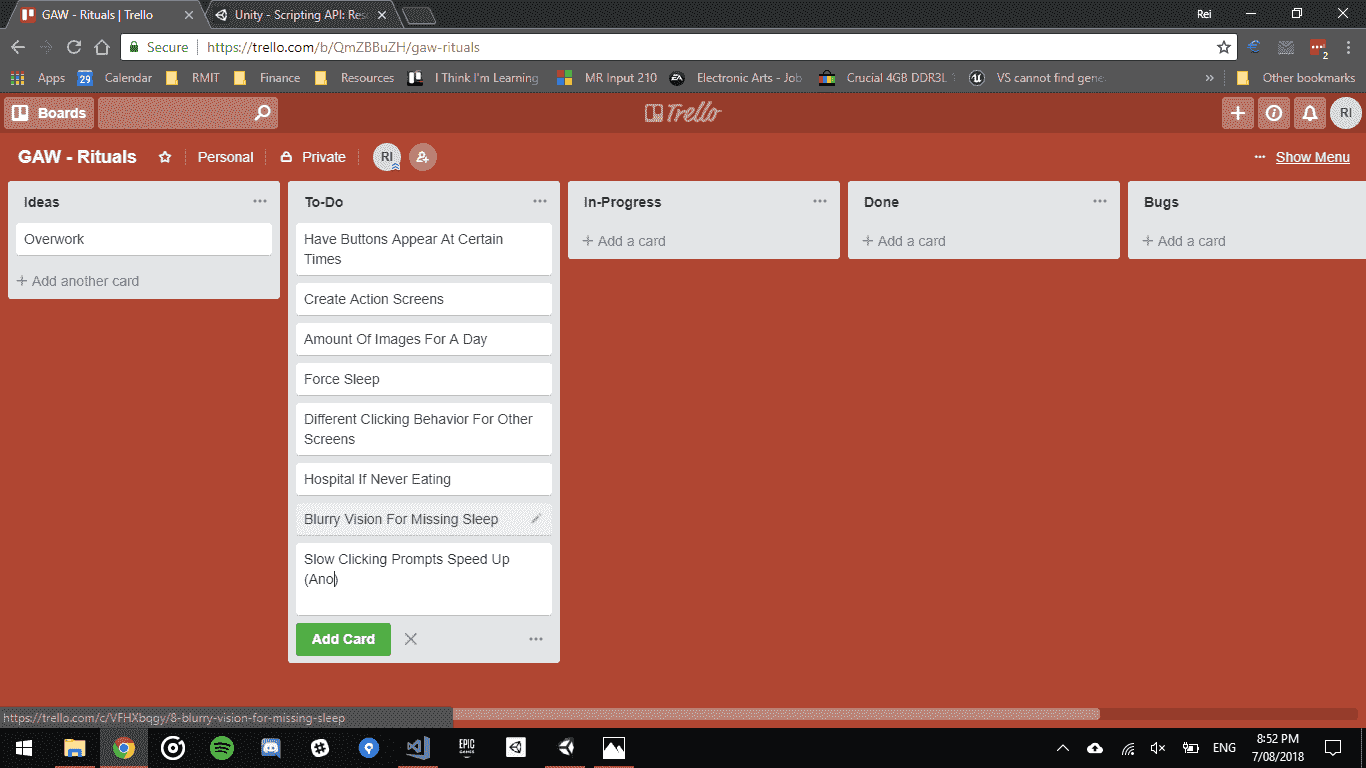 GAW - Rituals | Trello
Unity - Scripting API: Res
Rei
Secure
https://trello.com/b/QmZBBuZH/gaw-rituals
2
Apps
29
Calendar
RMIT
Finance
Resources
I Think I'm Learning
MR Input 210
EA
Electronic Arts - Job
Crucial 4GB DDR3L
VS cannot find gene
»
Other bookmarks
Boards
Trello
RI
GAW - Rituals
Personal
Private
RI
Show Menu
Ideas
Overwork
+ Add another card
To-Do
Have Buttons Appear At Certain
Times
Create Action Screens
Amount Of Images For A Day
Force Sleep
Different Clicking Behavior For Other
Screens
Hospital If Never Eating
Blurry Vision For Missing Sleep
Slow Clicking Prompts Speed Up
(Ano)
Add Card
In-Progress
+ Add a card
Done
+ Add a card
Bugs
+ Add a card
https://trello.com/c/VFHXbqgy/8-blurry-vision-for-missing-sleep
EPIC
GAMES
ENG
8:52 PM
7/08/2018